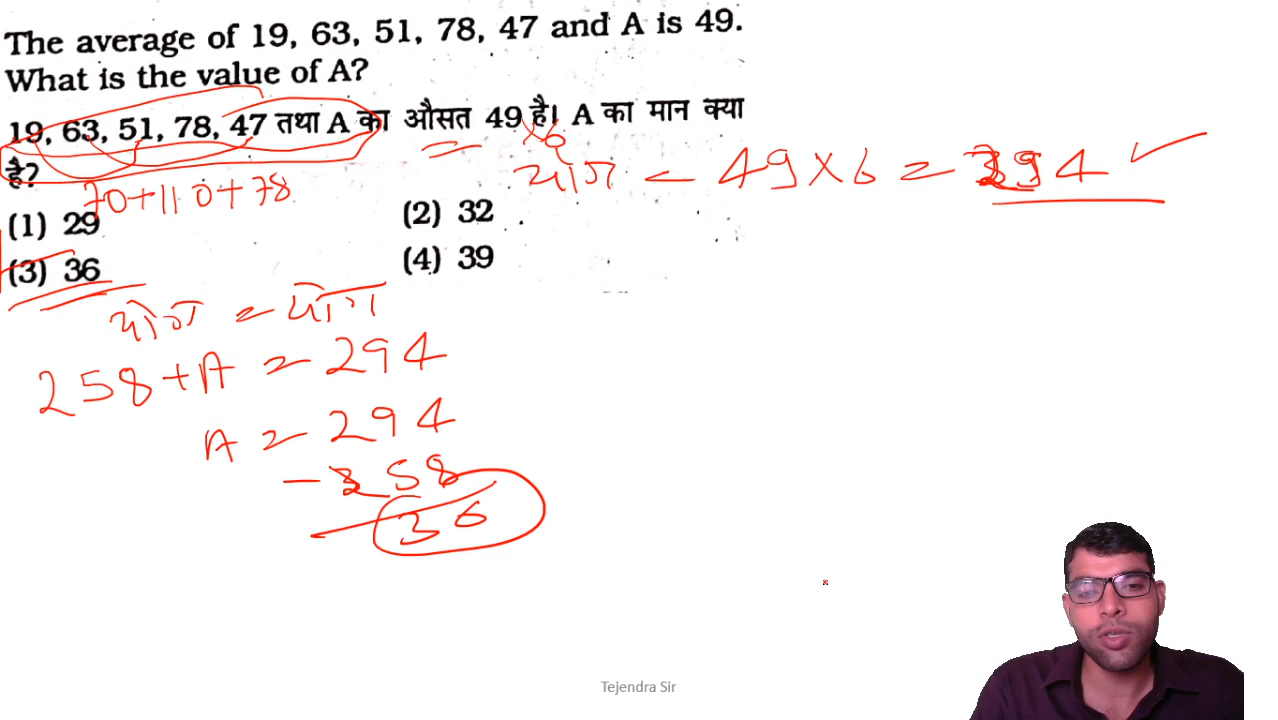 The average of 19, 63, 51, 78, 47 and A is 49.
What is the value of A?
19, 63, 51, 78, 47 तथा A का औसत 49 है। A का मान क्या
है?
×6
योग = 49×6 = 294
70+110+78
(1) 29
(2) 32
(3) 36
(4) 39
योग = योग
258+A = 294
A = 294
- 258
36
Tejendra Sir